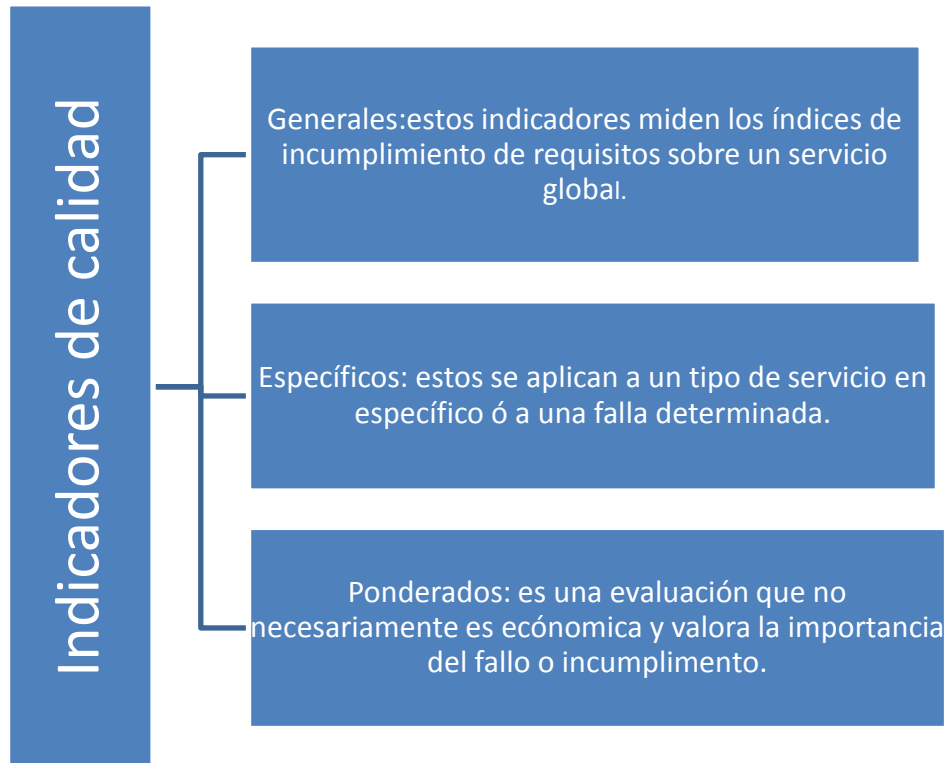 Indicadores de calidad
Generales:estos indicadores miden los índices de
incumplimiento de requisitos sobre un servicio
global.
Específicos: estos se aplican a un tipo de servicio en
específico ó a una falla determinada.
Ponderados: es una evaluación que no
necesariamente es ecónomica y valora la importancia
del fallo o incumplimento.